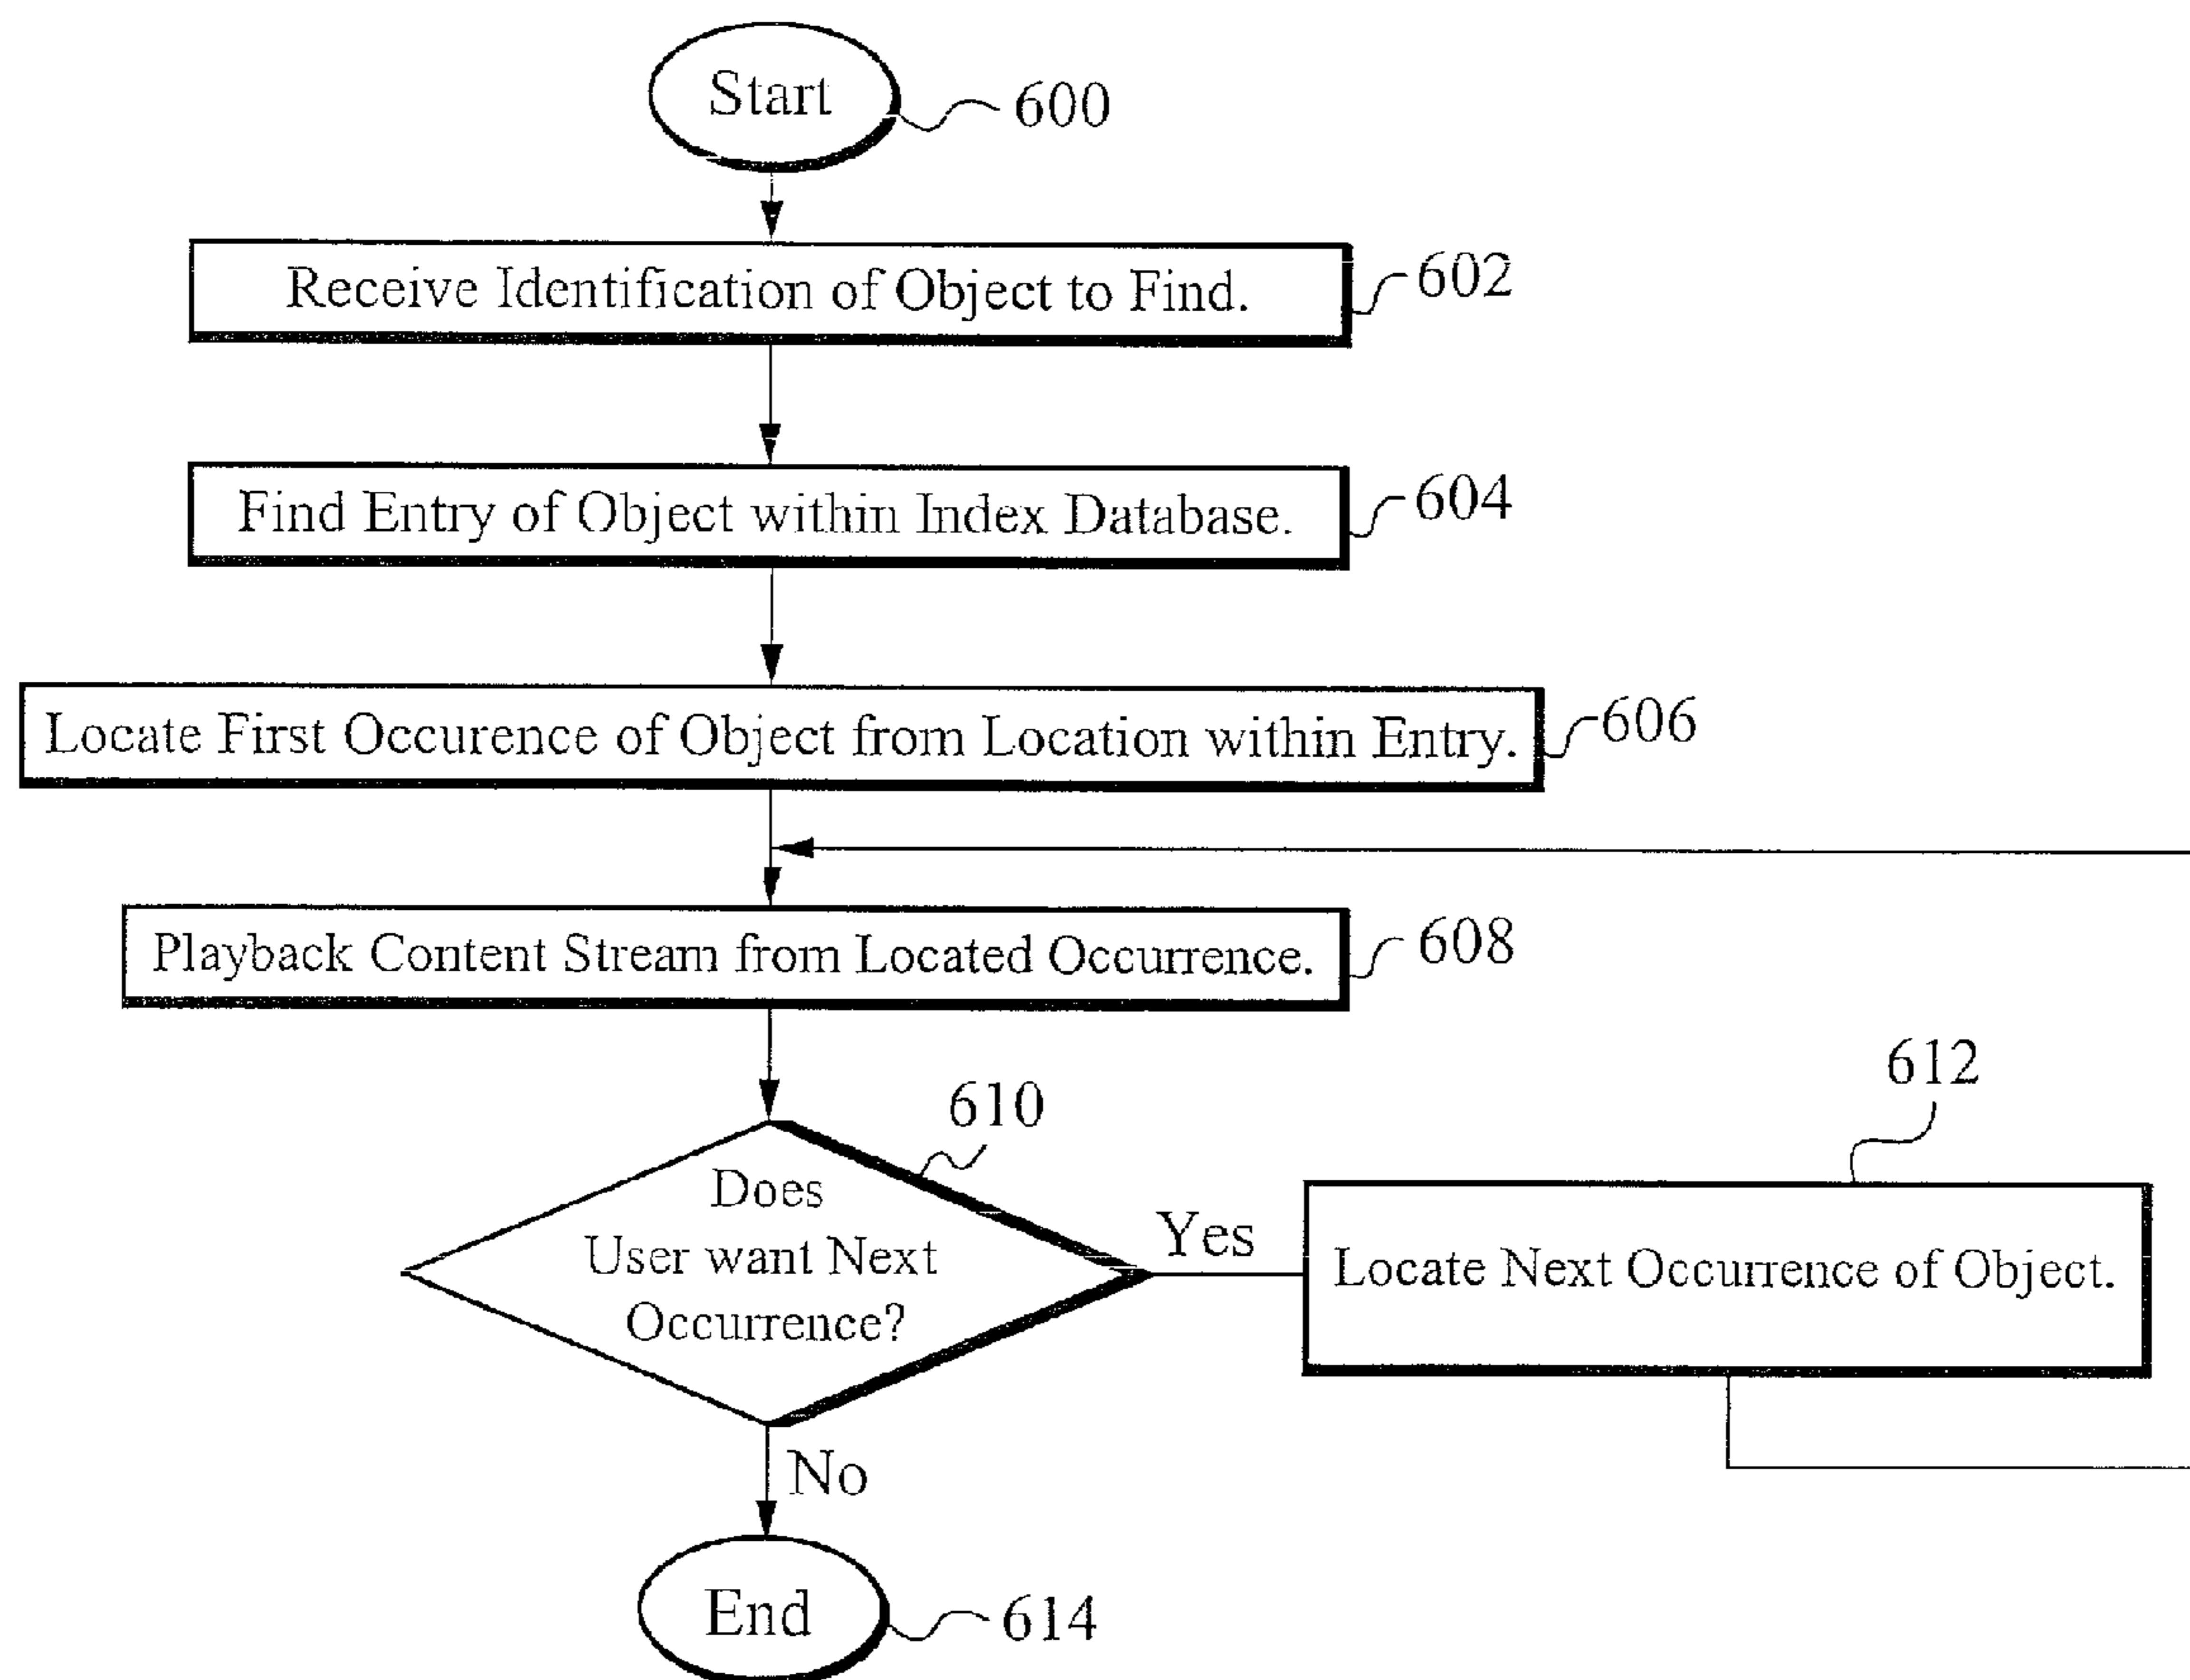 Start
600
Receive Identification of Object to Find.
602
Find Entry of Object within Index Database.
604
Locate First Occurence of Object from Location within Entry.
606
Playback Content Stream from Located Occurrence.
608
610
612
Does
User want Next
Occurrence?
Yes
Locate Next Occurrence of Object.
No
End
614